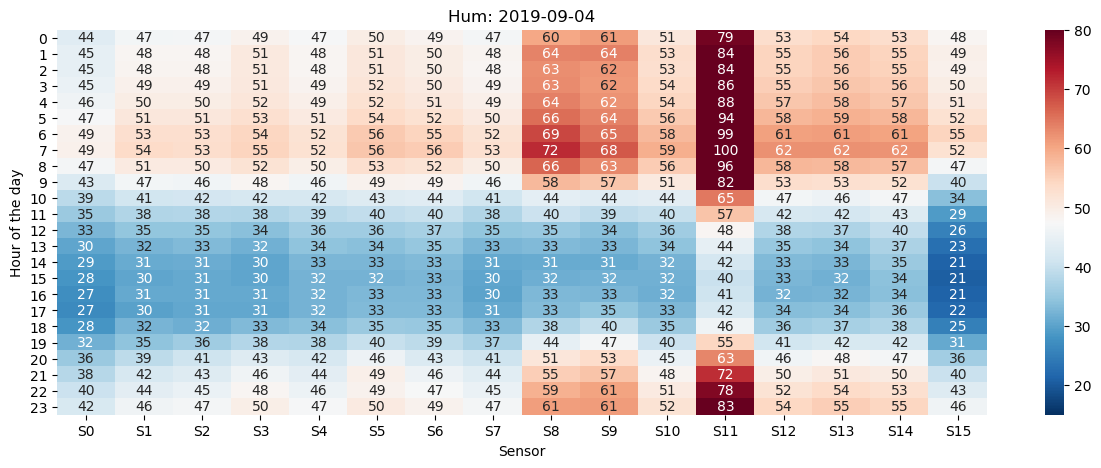 Hum: 2019-09-04
Hour of the day
0 44 47 47 49 47 50 49 47 60 61 51 79 53 54 53 48
1 45 48 48 51 48 51 50 48 64 64 53 84 55 56 55 49
2 45 48 48 51 48 51 50 48 63 62 53 84 55 56 55 49
3 45 49 49 51 49 52 50 49 63 62 54 86 55 56 56 50
4 46 50 50 52 49 52 51 49 64 62 54 88 57 58 57 51
5 47 51 51 53 51 54 52 50 66 64 56 94 58 59 58 52
6 49 53 53 54 52 56 55 52 69 65 58 99 61 61 61 55
7 49 54 53 55 52 56 56 53 72 68 59 100 62 62 62 52
8 47 51 50 52 50 53 52 50 66 63 56 96 58 58 57 47
9 43 47 46 48 46 49 49 46 58 57 51 82 53 53 52 40
10 39 41 42 42 42 43 44 41 44 44 44 65 47 46 47 34
11 35 38 38 38 39 40 40 38 40 39 40 57 42 42 43 29
12 33 35 35 34 36 36 37 35 35 34 36 48 38 37 40 26
13 30 32 33 32 34 34 35 33 33 33 34 44 35 34 37 23
14 29 31 31 30 33 33 33 31 31 31 32 42 33 33 35 21
15 28 30 31 30 32 32 33 30 32 32 32 40 33 32 34 21
16 27 31 31 31 32 33 33 30 33 33 32 41 32 32 34 21
17 27 30 31 31 32 33 33 31 33 35 33 42 34 34 36 22
18 28 32 32 33 34 35 35 33 38 40 35 46 36 37 38 25
19 32 35 36 38 38 40 39 37 44 47 40 55 41 42 42 31
20 36 39 41 43 42 46 43 41 51 53 45 63 46 48 47 36
21 38 42 43 46 44 49 46 44 55 57 48 72 50 51 50 40
22 40 44 45 48 46 49 47 45 59 61 51 78 52 54 53 43
23 42 46 47 50 47 50 49 47 61 61 52 83 54 55 55 46
S0 S1 S2 S3 S4 S5 S6 S7 S8 S9 S10 S11 S12 S13 S14 S15
Sensor
80
70
60
50
40
30
20